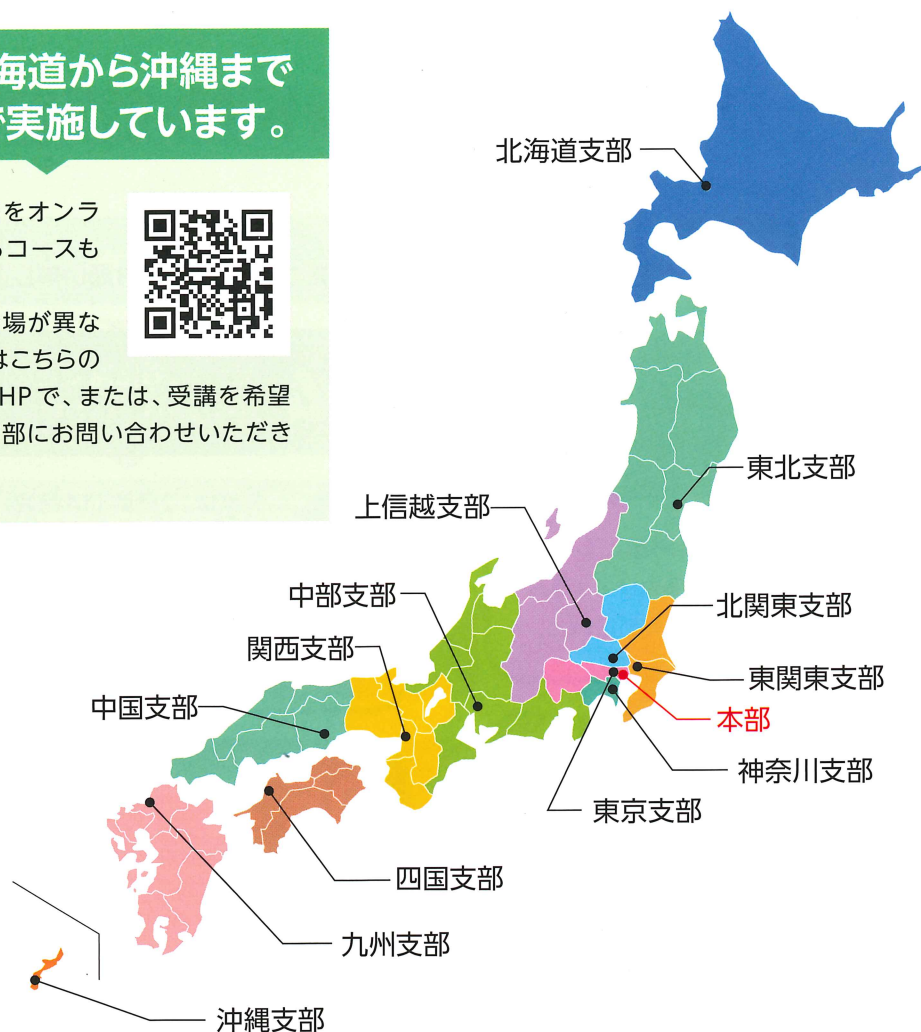 海道から沖縄まで
で実施しています。
をオンラ
るコースも
場が異な
はこちらの
HPで、または、受講を希望
部にお問い合わせいただき
北海道支部
東北支部
上信越支部
中部支部
北関東支部
関西支部
東関東支部
中国支部
本部
神奈川支部
東京支部
四国支部
九州支部
沖縄支部